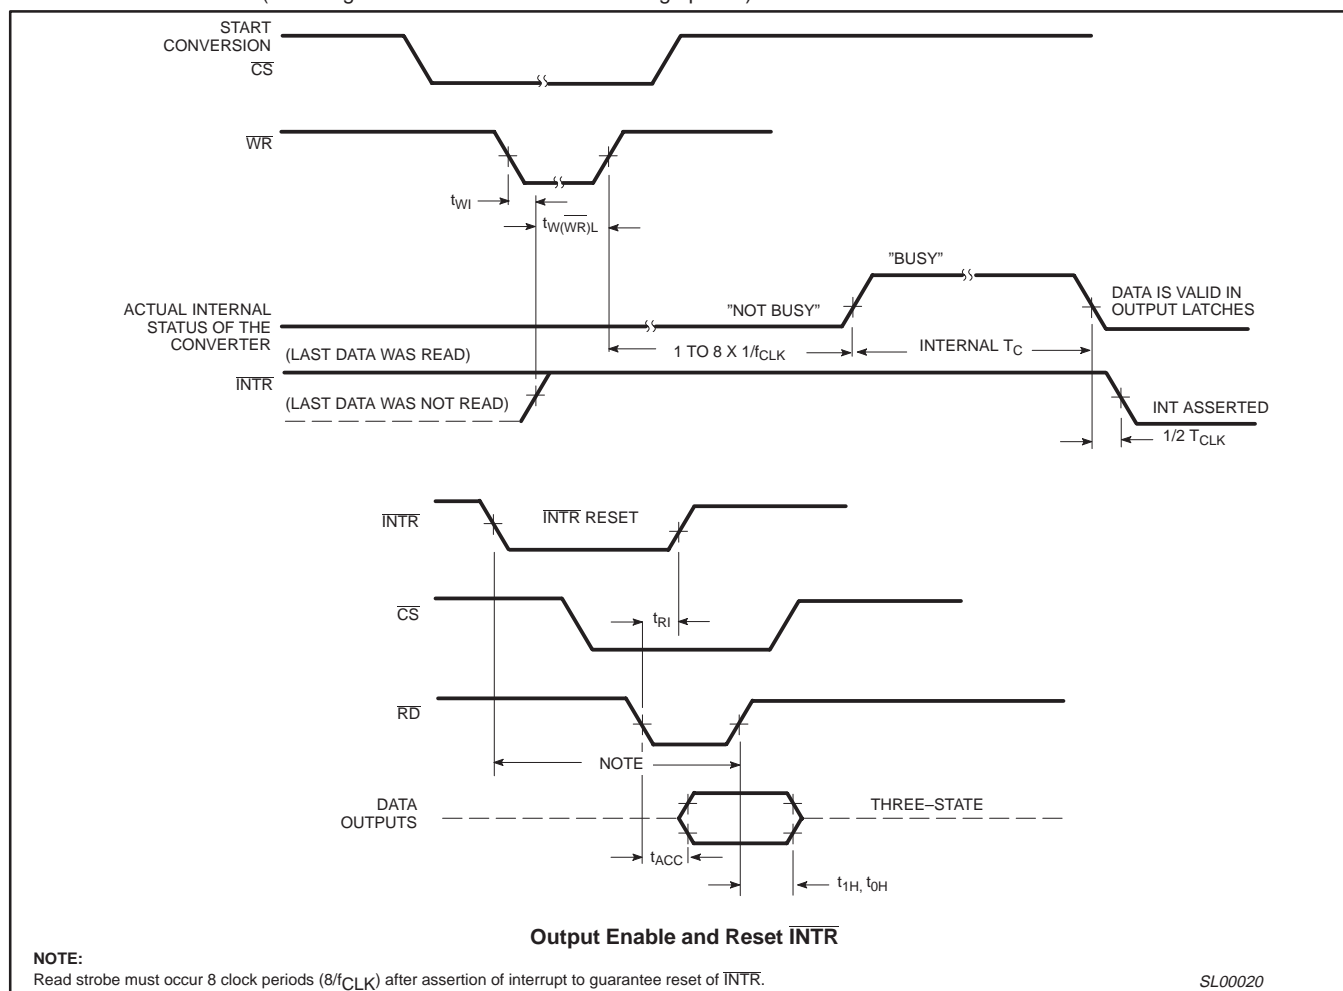 START
CONVERSION
CS
WR
tWI
tW(WR)L
"BUSY"
"NOT BUSY"
DATA IS VALID IN
OUTPUT LATCHES
ACTUAL INTERNAL
STATUS OF THE
CONVERTER
(LAST DATA WAS READ)
1 TO 8 X 1/fCLK
INTERNAL TC
INTR
(LAST DATA WAS NOT READ)
INT ASSERTED
1/2 TCLK
INTR
INTR RESET
CS
tRI
RD
NOTE
DATA
OUTPUTS
THREE–STATE
tACC
t1H, t0H
Output Enable and Reset INTR
NOTE:
Read strobe must occur 8 clock periods (8/fCLK) after assertion of interrupt to guarantee reset of INTR.
SL00020